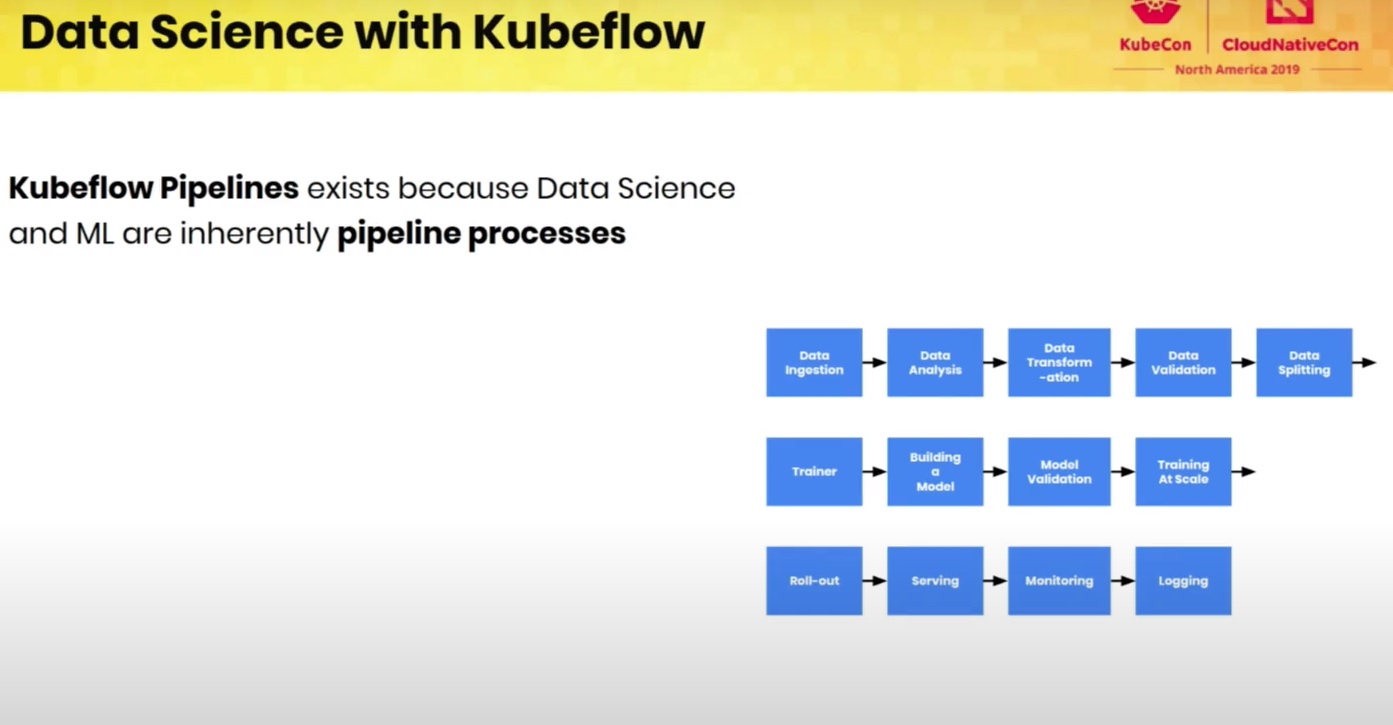 Data Science with Kubeflow
KubeCon
CloudNativeCon
North America 2019
Kubeflow Pipelines exists because Data Science
and ML are inherently pipeline processes
Data
Ingestion
Data
Analysis
Data
Transform
-ation
Data
Validation
Data
Splitting
Trainer
Building
a
Model
Model
Validation
Training
At Scale
Roll-out
Serving
Monitoring
Logging